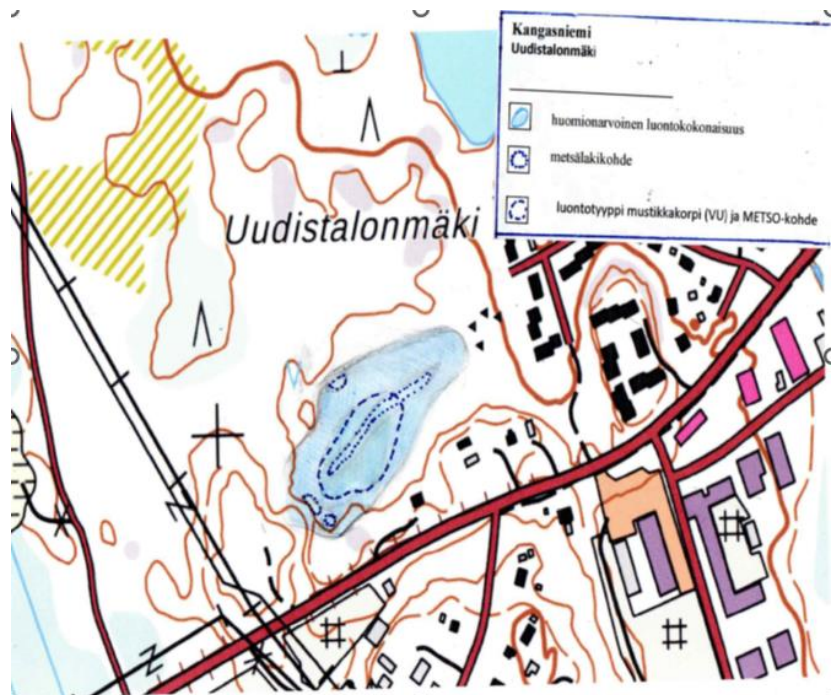 Kangasniemi
Uudistalonmäki
huomionarvoinen luontokokonaisuus
metsälakikohde
luontotyyppi mustikkakorpi (VU) ja METSO-kohde
Uudistalonmäki